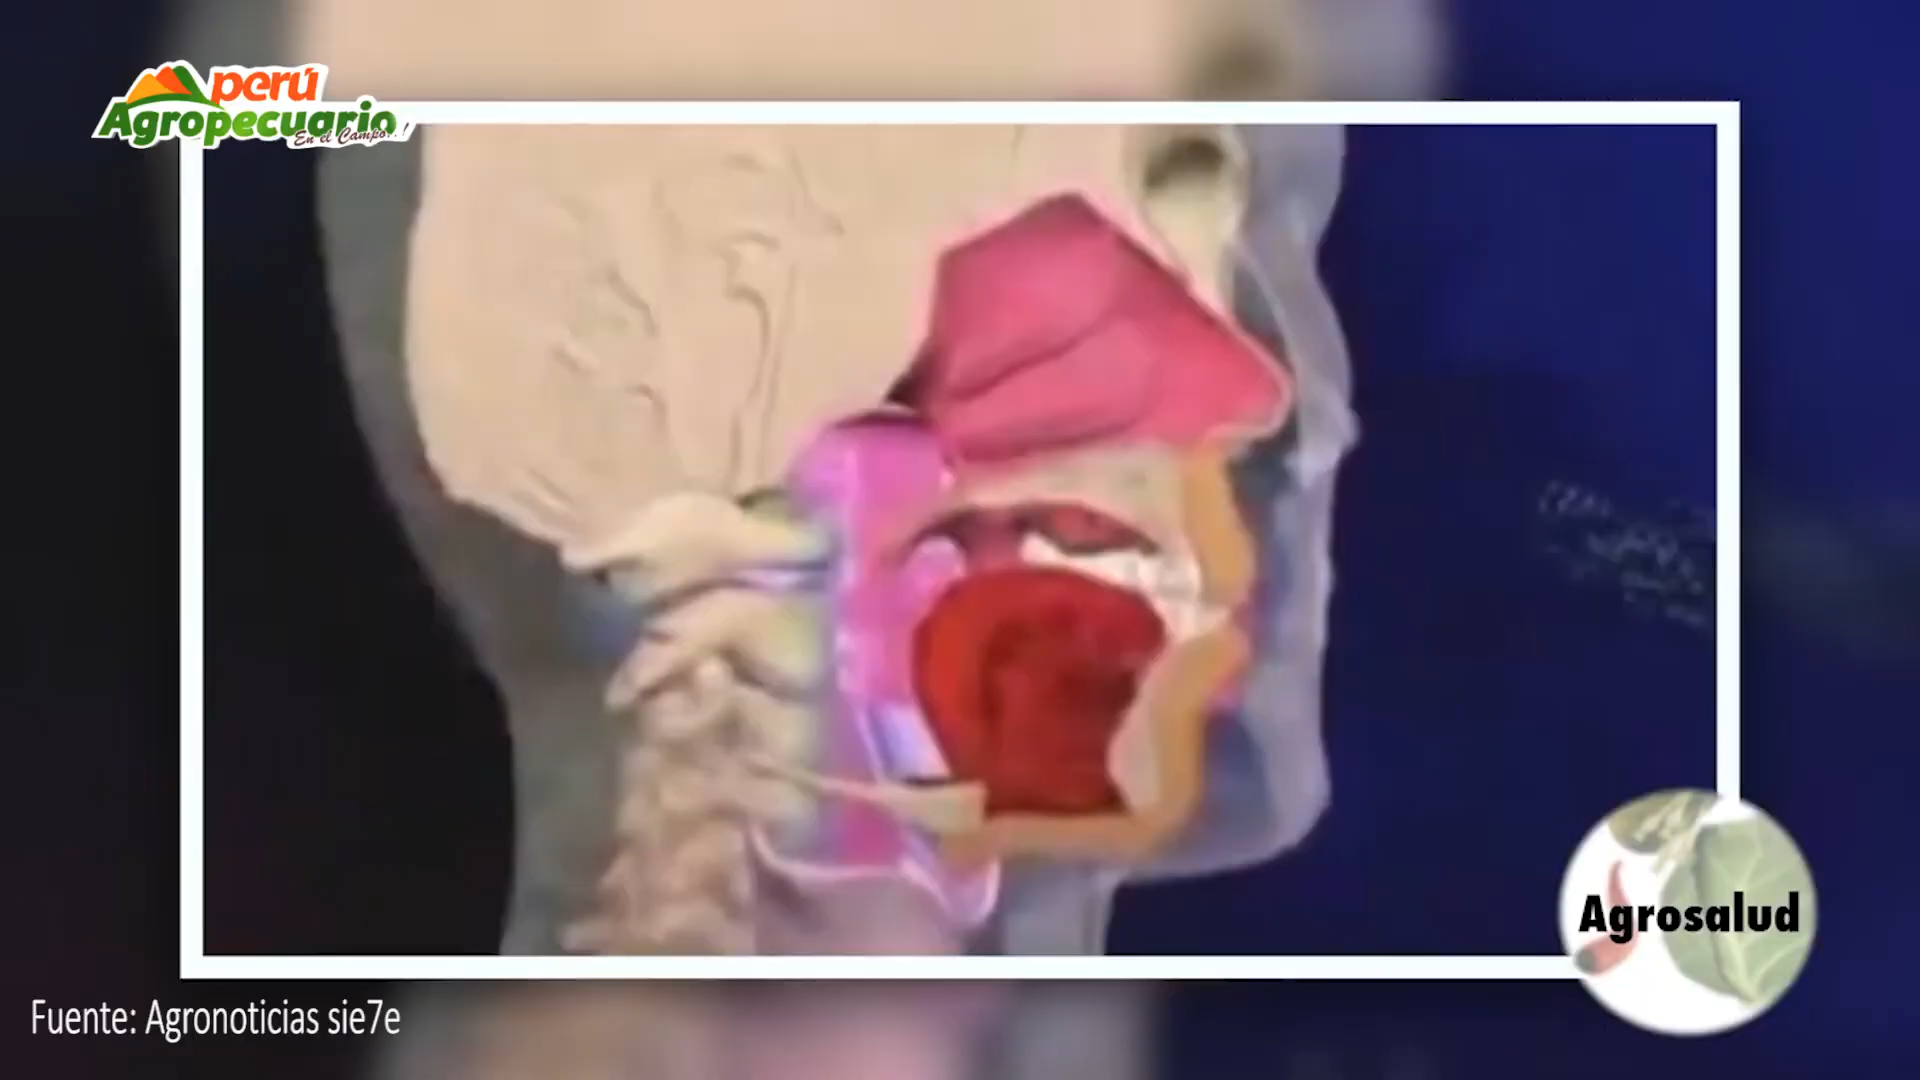 perú
Agropecuario
En el Campo...!
Agrosalud
Fuente: Agronoticias sie7e